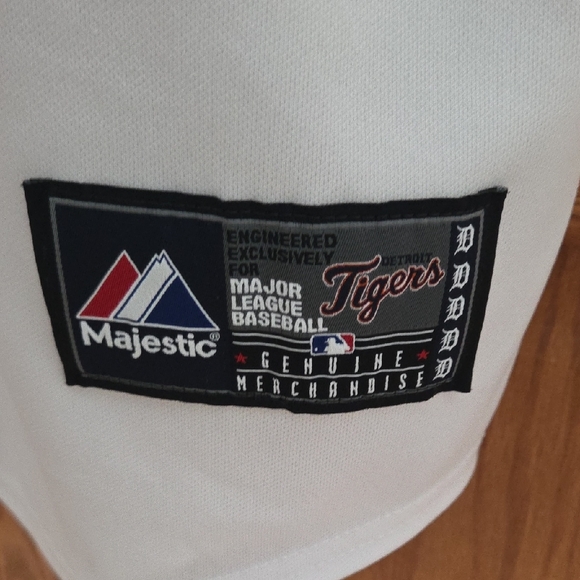 Majestic®
ENGINEERED
EXCLUSIVELY
FOR
MAJOR
LEAGUE
BASEBALL
DETROIT
Tigers
GENUINE
MERCHANDISE
D
D
D
D
D